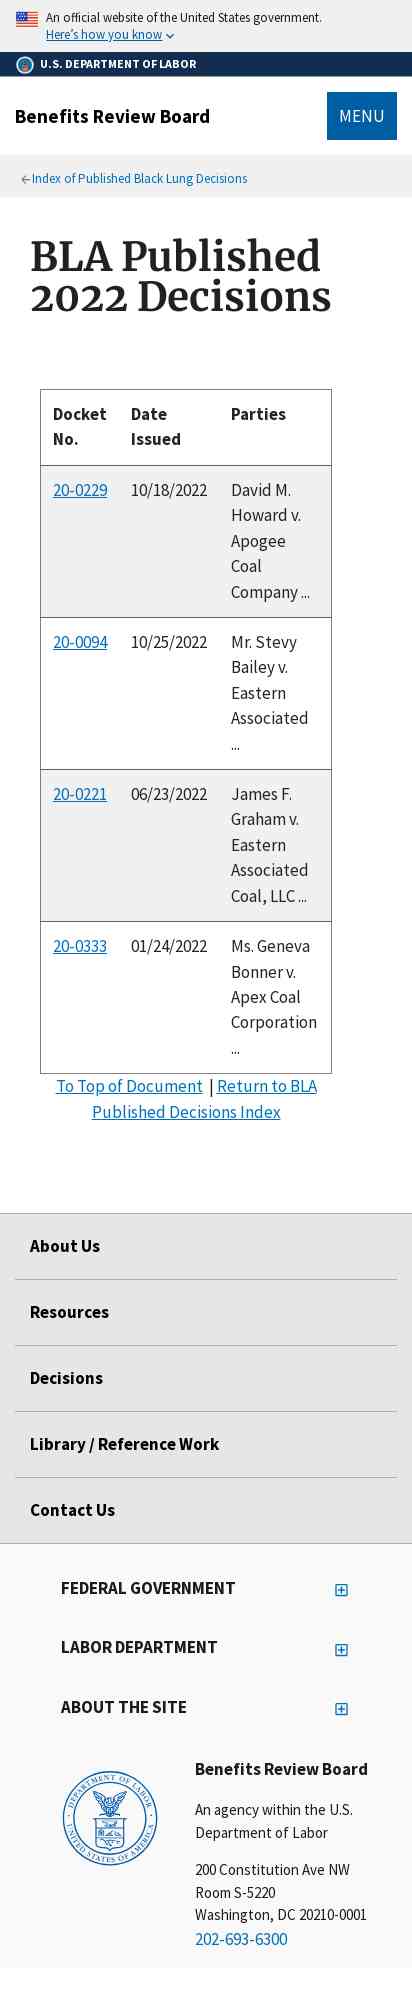 An official website of the United States government.
Here's how you know
U.S. DEPARTMENT OF LABOR
Benefits Review Board
MENU
Index of Published Black Lung Decisions
BLA Published
2022 Decisions
Docket No. Date Issued Parties
20-0229 10/18/2022 David M.
Howard v.
Apogee
Coal
Company ...
20-0094 10/25/2022 Mr. Stevy
Bailey v.
Eastern
Associated
...
20-0221 06/23/2022 James F.
Graham v.
Eastern
Associated
Coal, LLC ...
20-0333 01/24/2022 Ms. Geneva
Bonner v.
Apex Coal
Corporation
...
To Top of Document | Return to BLA
Published Decisions Index
About Us
Resources
Decisions
Library / Reference Work
Contact Us
FEDERAL GOVERNMENT
LABOR DEPARTMENT
ABOUT THE SITE
DEPARTMENT OF LABOR
UNITED STATES OF AMERICA
Benefits Review Board
An agency within the U.S.
Department of Labor
200 Constitution Ave NW
Room S-5220
Washington, DC 20210-0001
202-693-6300